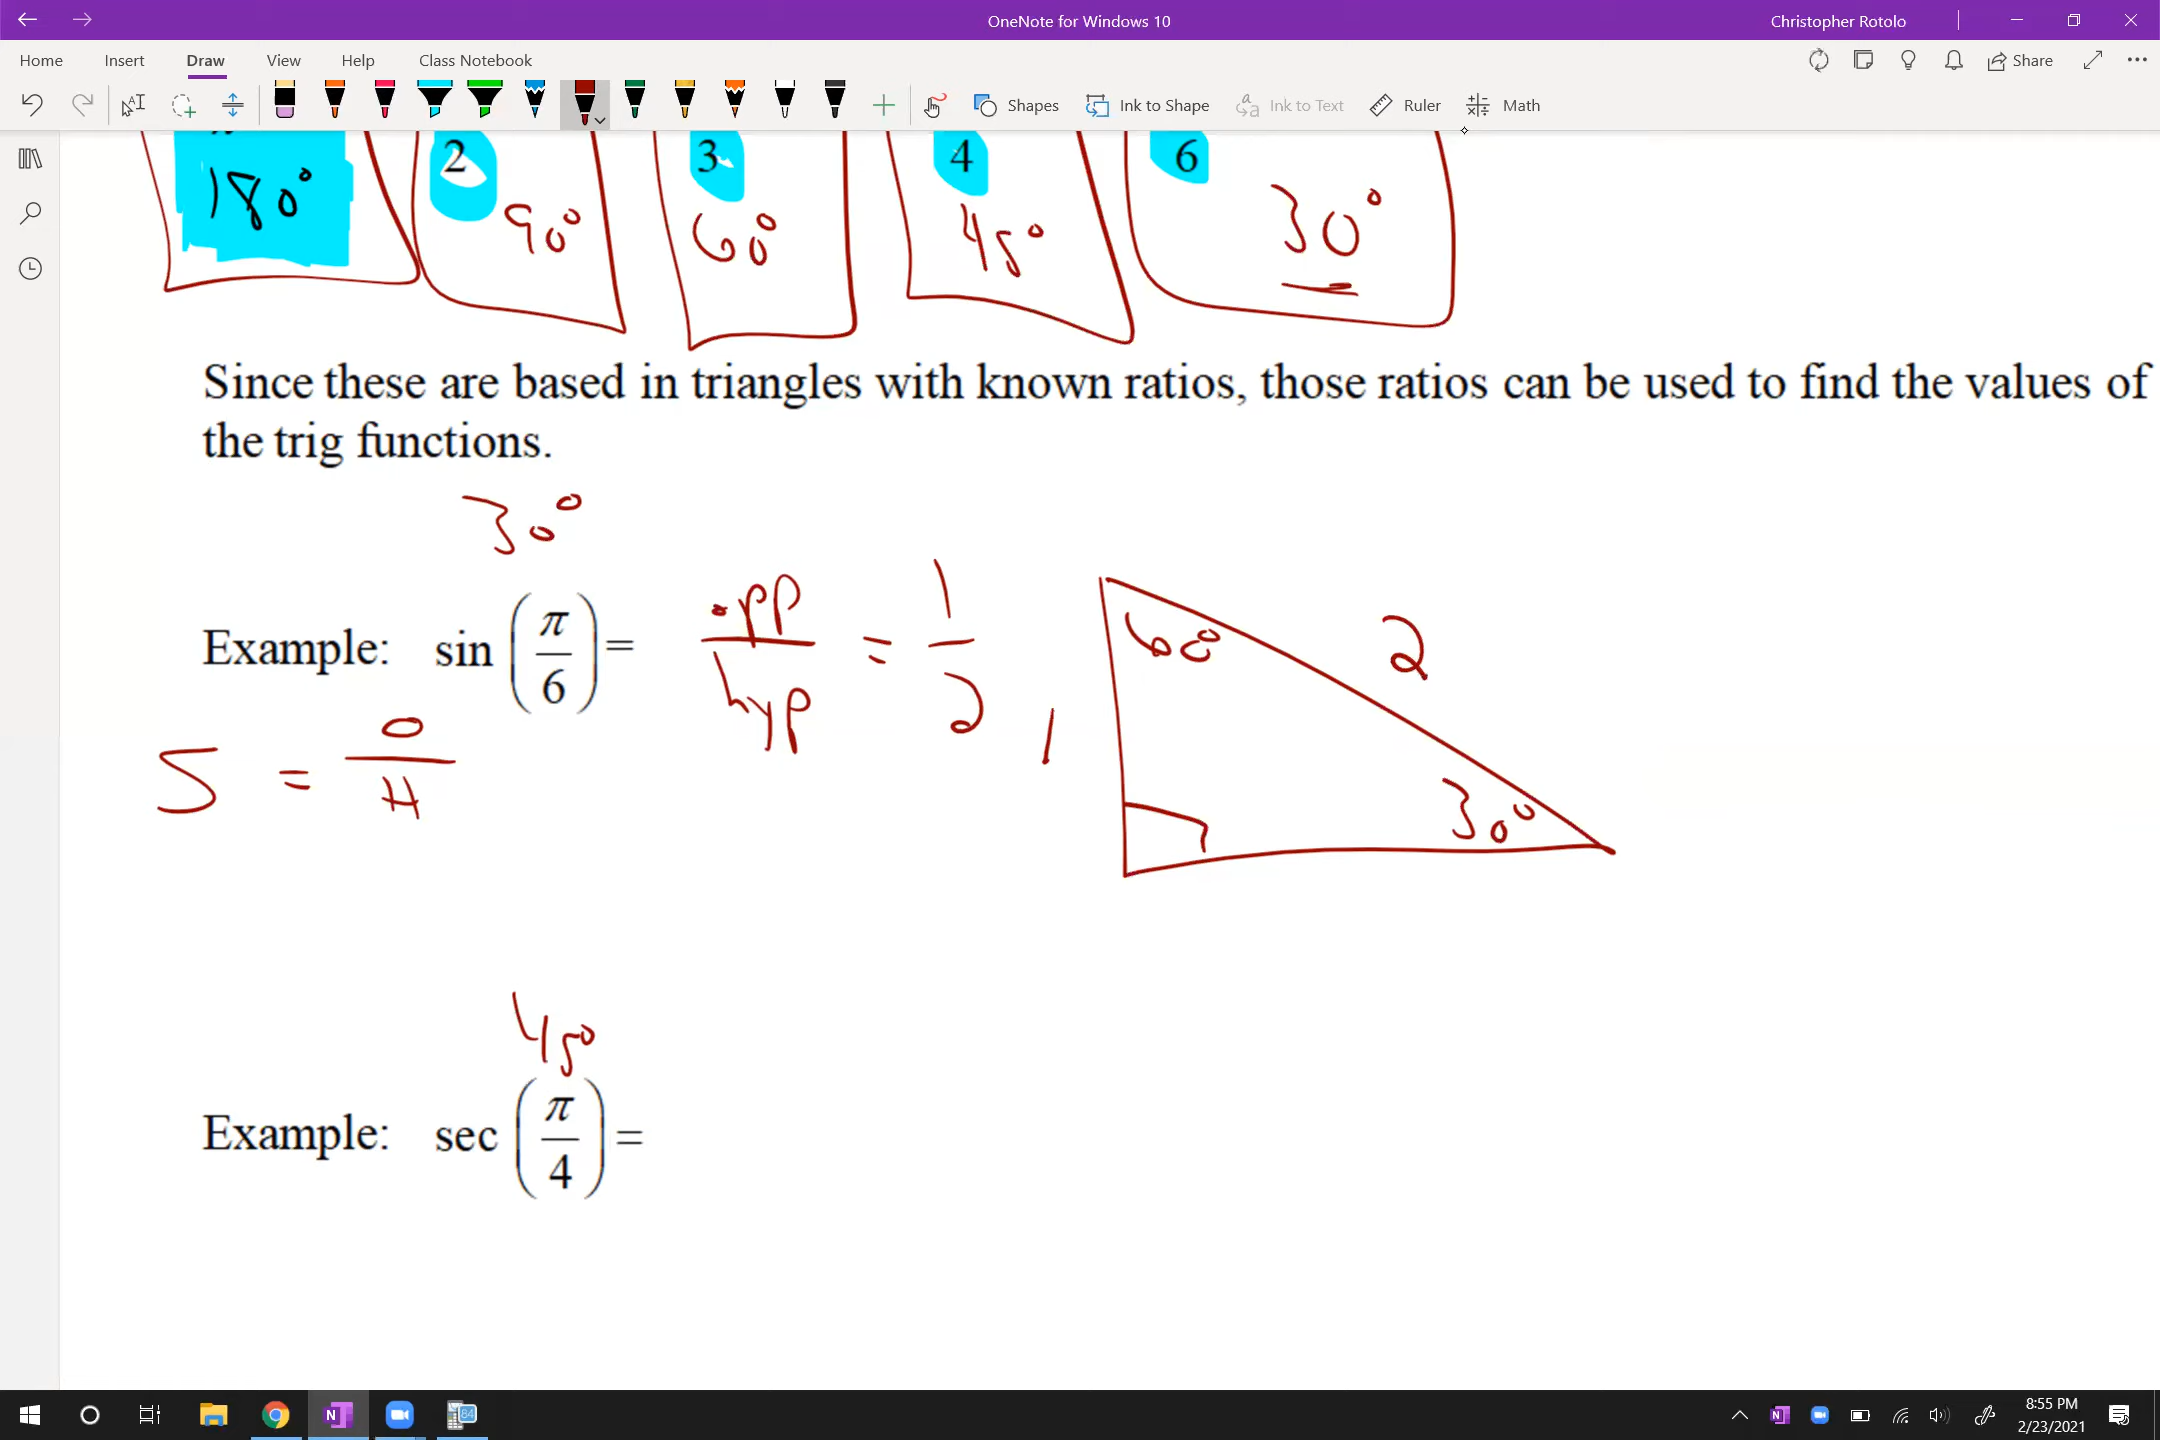 OneNote for Windows 10
Christopher Rotolo
Home Insert Draw View Help Class Notebook
Share
Shapes Ink to Shape Ink to Text Ruler Math
2 3 4 6
180° 90° 60° 45° 30°
Since these are based in triangles with known ratios, those ratios can be used to find the values of
the trig functions.
30°
Example: sin (π/6) = opp/hyp = 1/2
S = O/H
60°
2
1
30°
45°
Example: sec (π/4) =
84
8:55 PM
2/23/2021